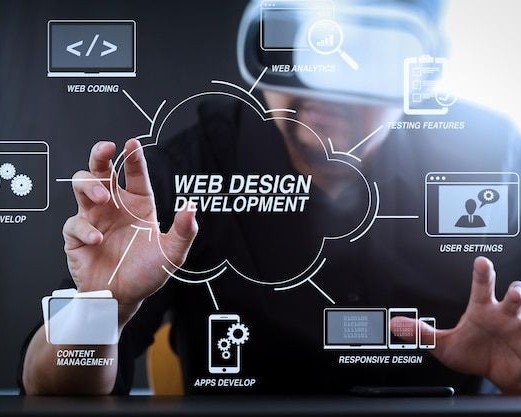 </>
WEB CODING
WEB ANALYTICS
TESTING FEATURES
WEB DESIGN
DEVELOPMENT
VELOP
USER SETTINGS
CONTENT
MANAGEMENT
APPS DEVELOP
RESPONSIVE DESIGN